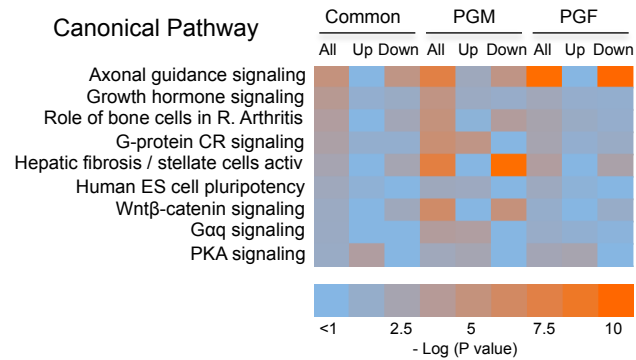 Canonical Pathway
Common PGM PGF
All Up Down All Up Down All Up Down
Axonal guidance signaling
Growth hormone signaling
Role of bone cells in R. Arthritis
G-protein CR signaling
Hepatic fibrosis / stellate cells activ
Human ES cell pluripotency
Wntβ-catenin signaling
Gαq signaling
PKA signaling
<1 2.5 5 7.5 10
- Log (P value)